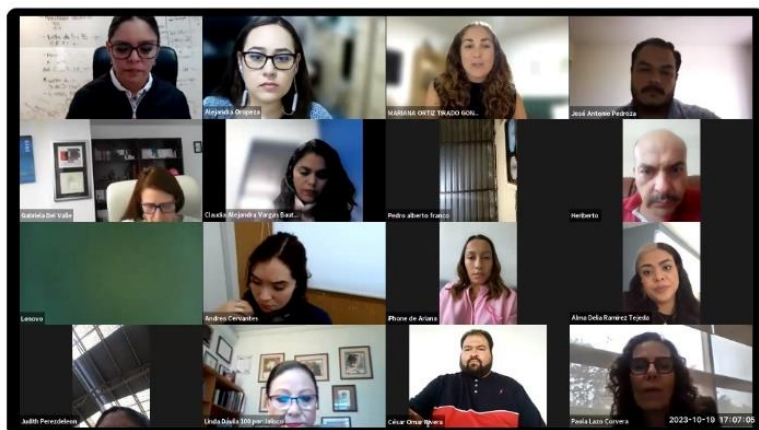 Alejandra Oropeza
MARIANA ORTIZ TIRADO GON...
José Antonio Pedroza
Gabriela Del Valle
Claudia Alejandra Vargas Baut...
Pedro alberto franco
Heriberto
Lenovo
Andrea Cervantes
iPhone de Ariana
Alma Delia Ramírez Tejeda
Judith Perezdeleon
Linda Dávila 100 por Jalisco
César Omar Rivera
Paola Lazo Corvera
2023-10-19 17:07:05